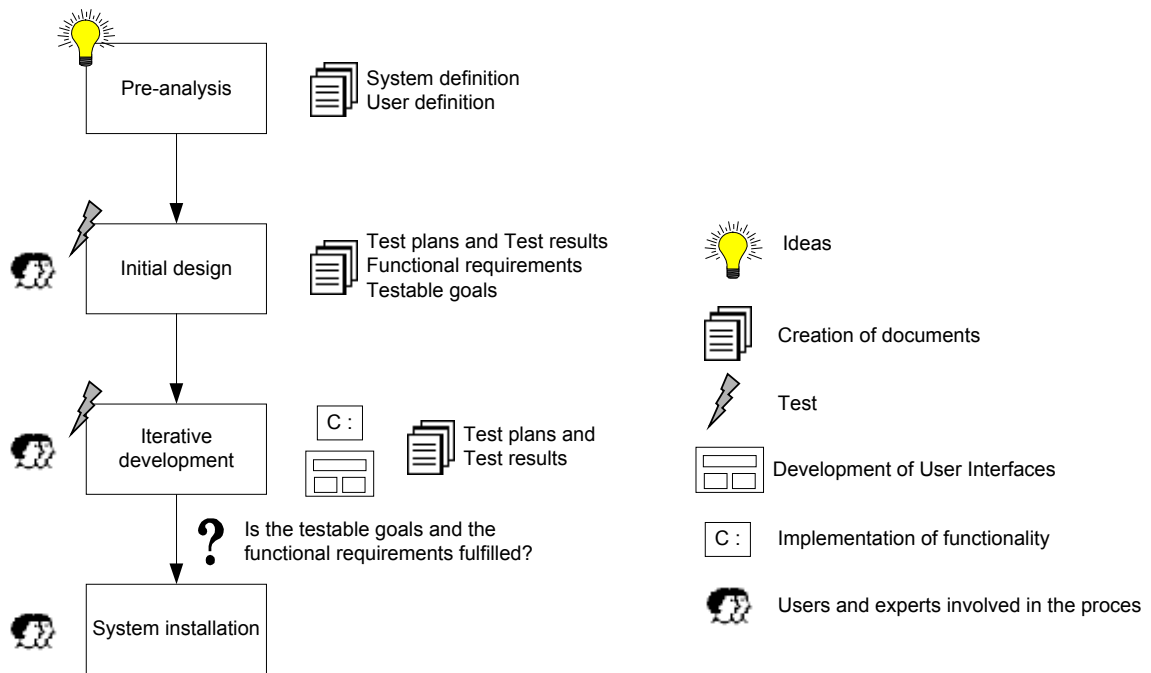 Pre-analysis
System definition
User definition
Initial design
Test plans and Test results
Functional requirements
Testable goals
Iterative
development
C :
Test plans and
Test results
? Is the testable goals and the
functional requirements fulfilled?
System installation
Ideas
Creation of documents
Test
Development of User Interfaces
C :
Implementation of functionality
Users and experts involved in the proces